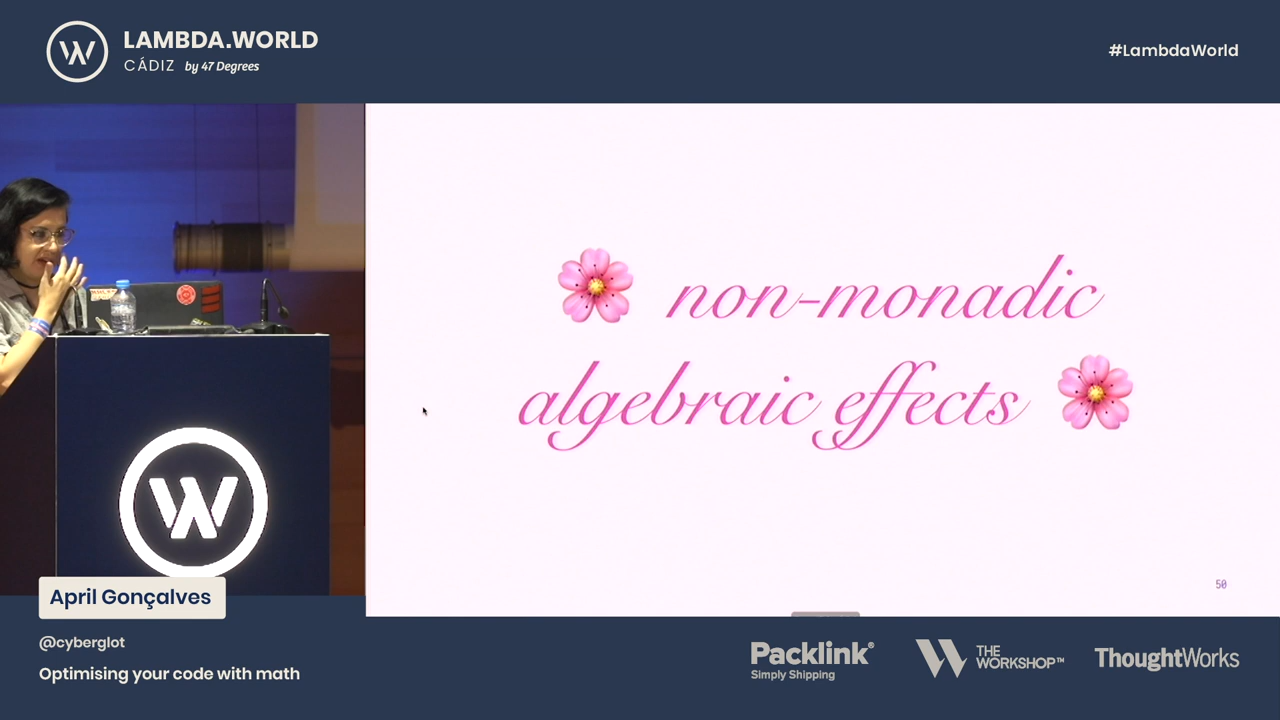 LAMBDA.WORLD
CÁDIZ by 47 Degrees
#LambdaWorld
non-monadic
algebraic effects
50
April Gonçalves
@cyberglot
Optimising your code with math
Packlink®
Simply Shipping
THE
WORKSHOP™
ThoughtWorks